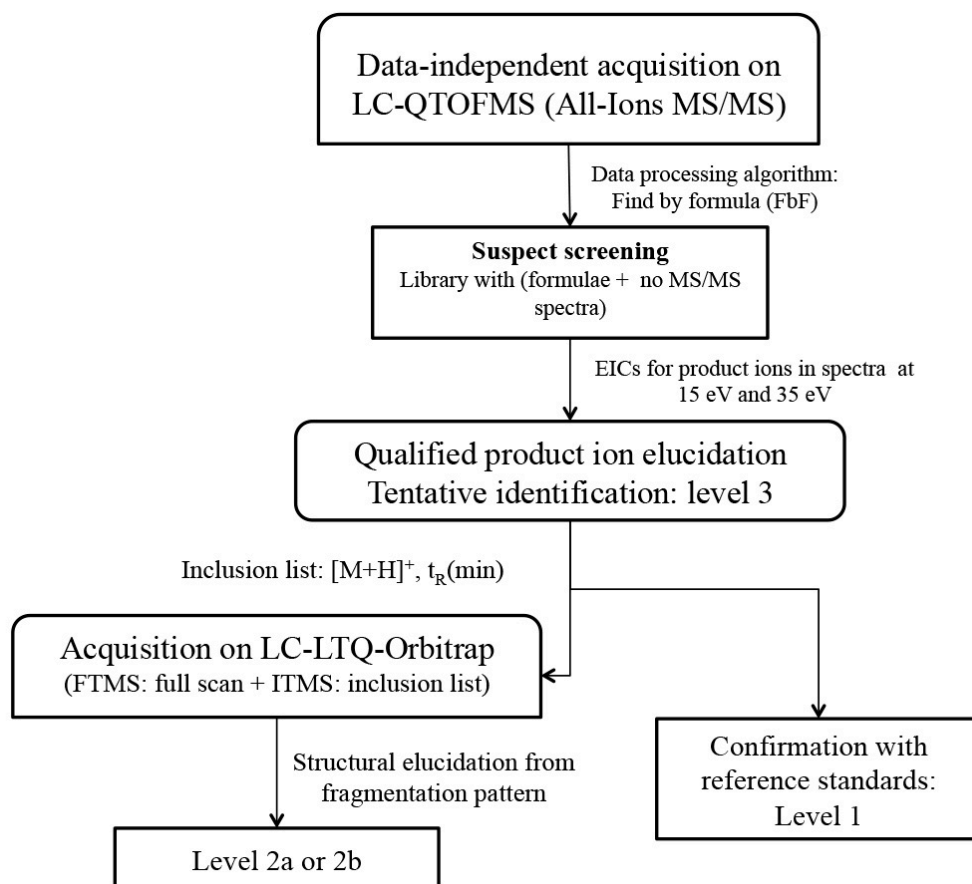 Data-independent acquisition on
LC-QTOFMS (All-Ions MS/MS)
Data processing algorithm:
Find by formula (FbF)
Suspect screening
Library with (formulae + no MS/MS
spectra)
EICs for product ions in spectra at
15 eV and 35 eV
Qualified product ion elucidation
Tentative identification: level 3
Inclusion list: [M+H]⁺, t_R(min)
Acquisition on LC-LTQ-Orbitrap
(FTMS: full scan + ITMS: inclusion list)
Structural elucidation from
fragmentation pattern
Confirmation with
reference standards:
Level 1
Level 2a or 2b